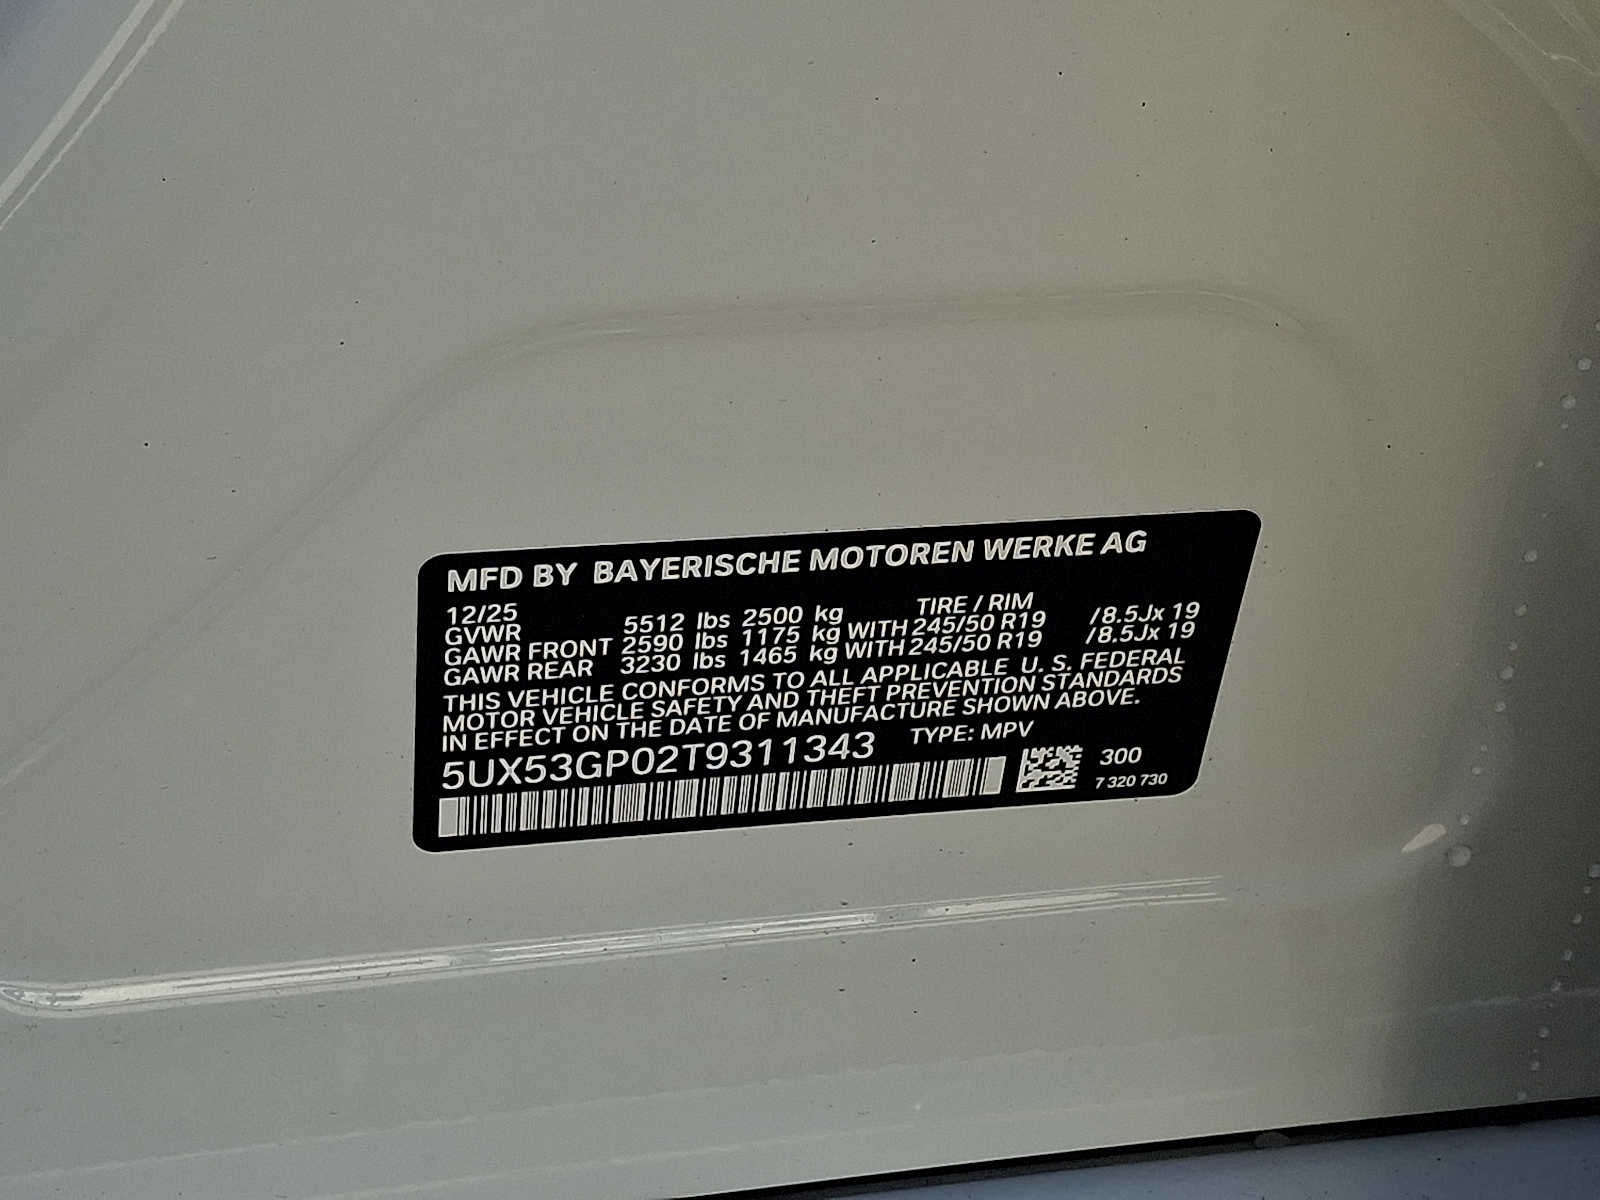 MFD BY BAYERISCHE MOTOREN WERKE AG
12/25 TIRE / RIM
GVWR 5512 lbs 2500 kg
GAWR FRONT 2590 lbs 1175 kg WITH 245/50 R19 /8.5Jx 19
GAWR REAR 3230 lbs 1465 kg WITH 245/50 R19 /8.5Jx 19
THIS VEHICLE CONFORMS TO ALL APPLICABLE U. S. FEDERAL
MOTOR VEHICLE SAFETY AND THEFT PREVENTION STANDARDS
IN EFFECT ON THE DATE OF MANUFACTURE SHOWN ABOVE.
5UX53GP02T9311343 TYPE: MPV
300
7 320 730